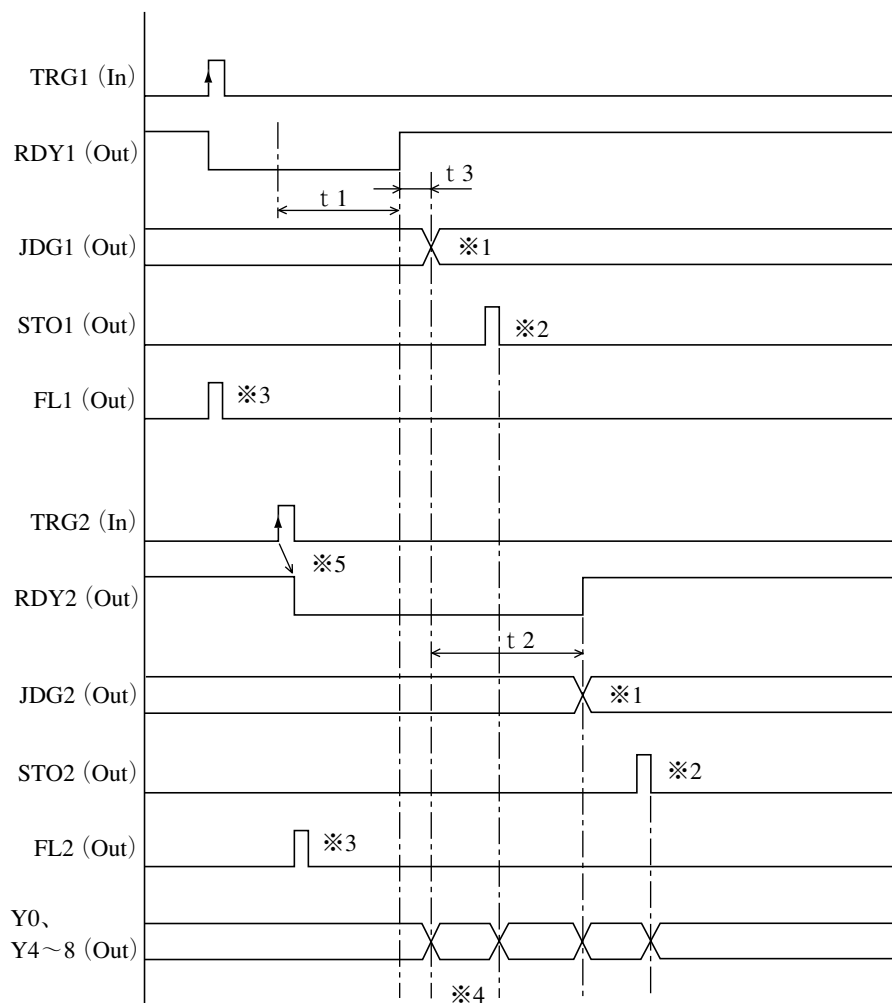 TRG1 (In)
RDY1 (Out)
t 3
t 1
JDG1 (Out)
※1
STO1 (Out)
※2
FL1 (Out)
※3
TRG2 (In)
※5
RDY2 (Out)
t 2
JDG2 (Out)
※1
STO2 (Out)
※2
FL2 (Out)
※3
Y0、
Y4～8 (Out)
※4